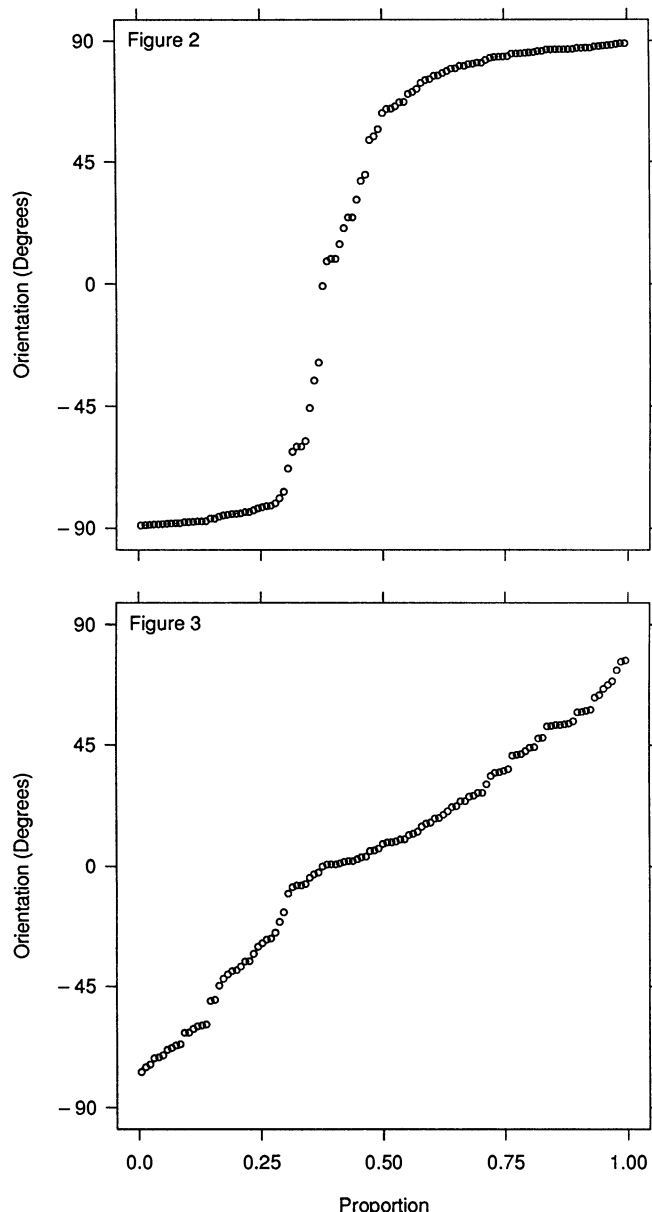 Figure 2
90
45
0
– 45
– 90
Orientation (Degrees)
Figure 3
90
45
0
– 45
– 90
Orientation (Degrees)
0.0 0.25 0.50 0.75 1.00
Proportion